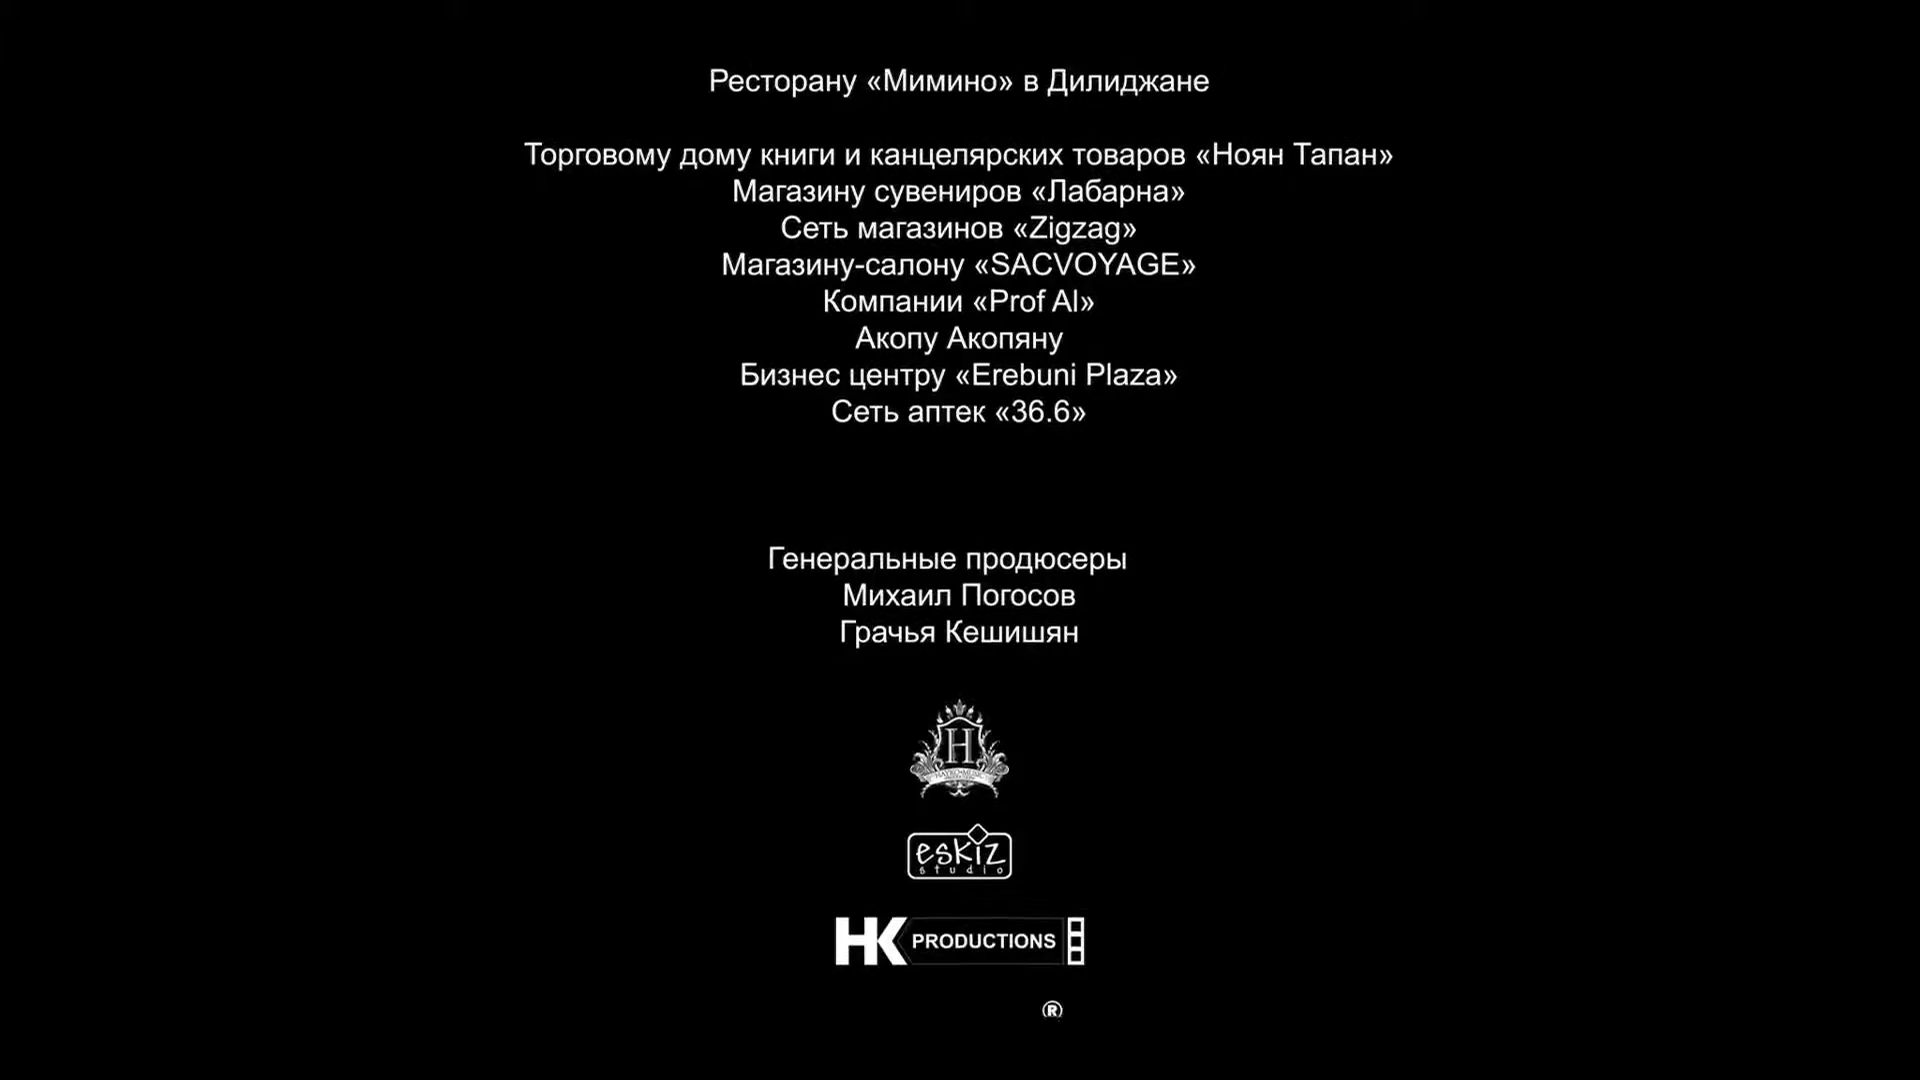 Ресторану «Мимино» в Дилиджане
Торговому дому книги и канцелярских товаров «Ноян Тапан»
Магазину сувениров «Лабарна»
Сеть магазинов «Zigzag»
Магазину-салону «SACVOYAGE»
Компании «Prof Al»
Акопу Акопяну
Бизнес центру «Erebuni Plaza»
Сеть аптек «36.6»
Генеральные продюсеры
Михаил Погосов
Грачья Кешишян
H
HAYKO MUSIC
eskiz
studio
HK PRODUCTIONS
®